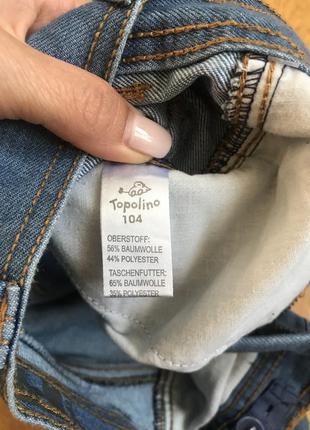 Topolino
104
OBERSTOFF:
56% BAUMWOLLE
44% POLYESTER
TASCHENFUTTER:
65% BAUMWOLLE
35% POLYESTER